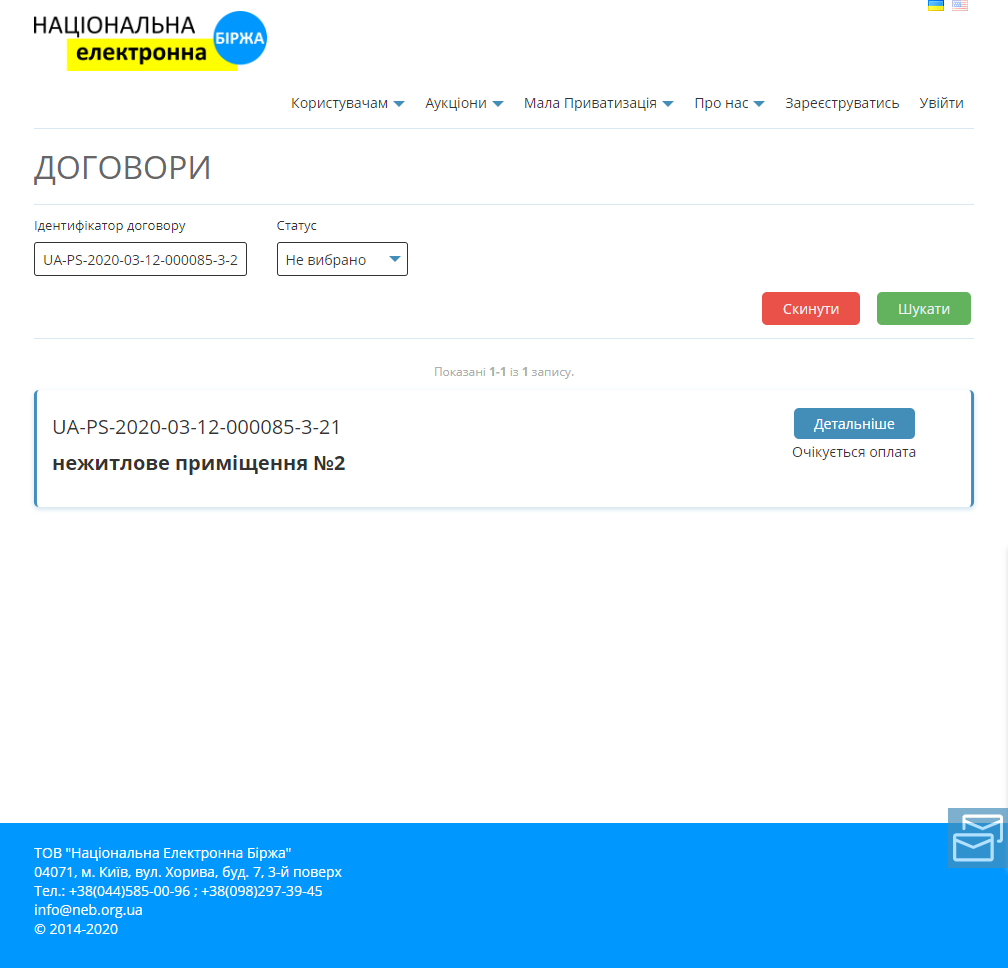 НАЦІОНАЛЬНА
електронна
БІРЖА
Користувачам Аукціони Мала Приватизація Про нас Зареєструватись Увійти
ДОГОВОРИ
Ідентифікатор договору Статус
UA-PS-2020-03-12-000085-3-2 Не вибрано
Скинути Шукати
Показані 1-1 із 1 запису.
UA-PS-2020-03-12-000085-3-21 Детальніше
Очікується оплата
нежитлове приміщення №2
ТОВ "Національна Електронна Біржа"
04071, м. Київ, вул. Хорива, буд. 7, 3-й поверх
Тел.: +38(044)585-00-96 ; +38(098)297-39-45
info@neb.org.ua
© 2014-2020